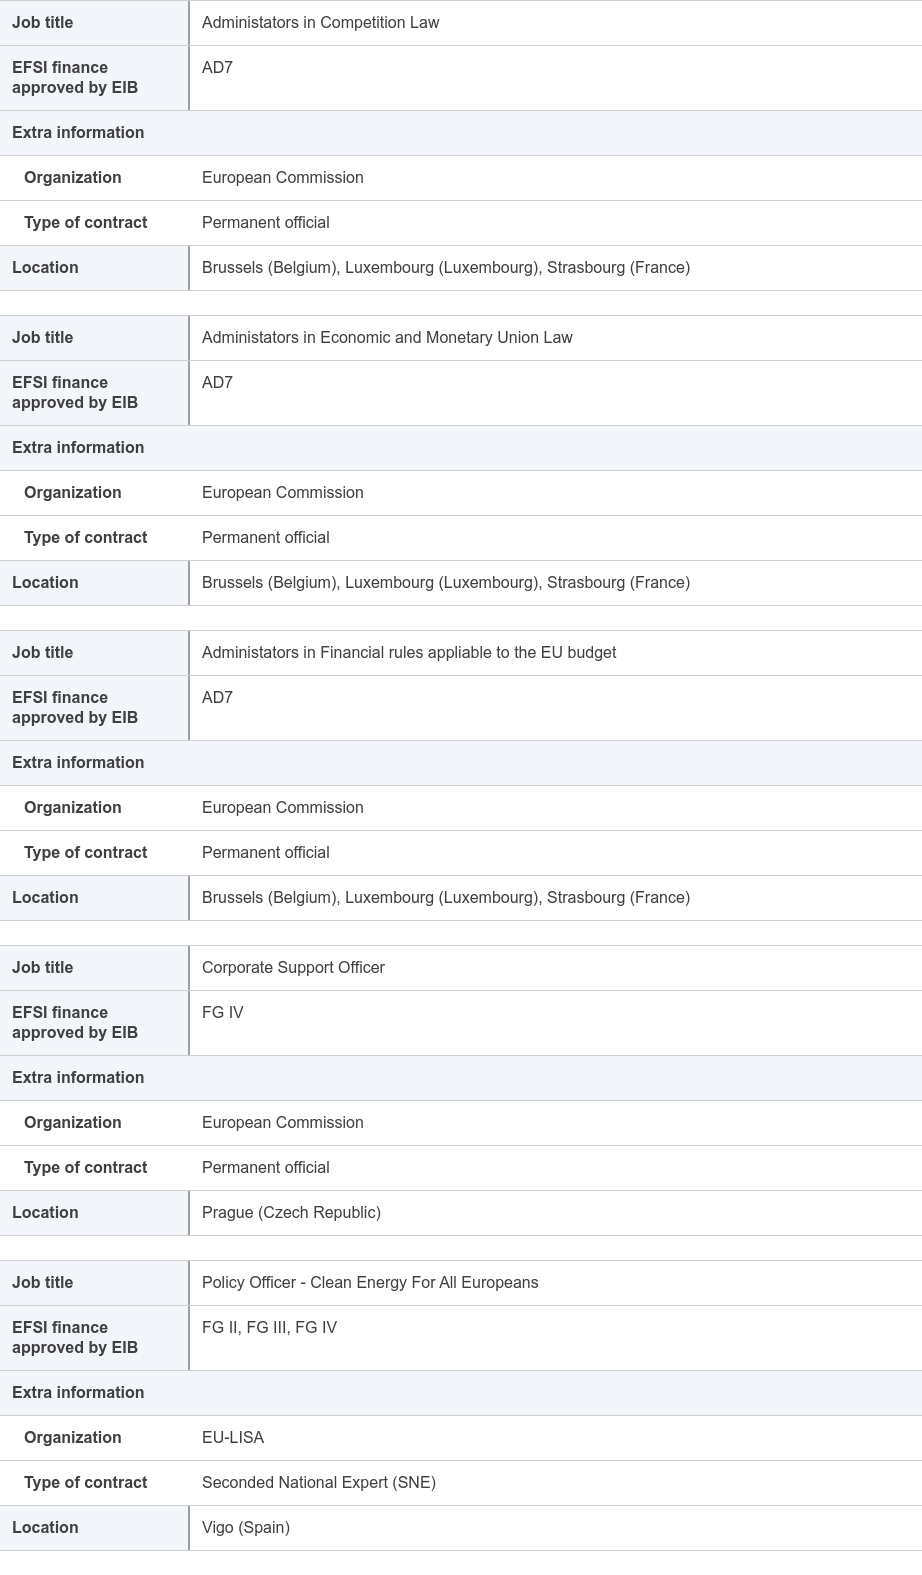 Job title Administators in Competition Law
EFSI finance
approved by EIB
AD7
Extra information
Organization European Commission
Type of contract Permanent official
Location Brussels (Belgium), Luxembourg (Luxembourg), Strasbourg (France)
Job title Administators in Economic and Monetary Union Law
EFSI finance
approved by EIB
AD7
Extra information
Organization European Commission
Type of contract Permanent official
Location Brussels (Belgium), Luxembourg (Luxembourg), Strasbourg (France)
Job title Administators in Financial rules appliable to the EU budget
EFSI finance
approved by EIB
AD7
Extra information
Organization European Commission
Type of contract Permanent official
Location Brussels (Belgium), Luxembourg (Luxembourg), Strasbourg (France)
Job title Corporate Support Officer
EFSI finance
approved by EIB
FG IV
Extra information
Organization European Commission
Type of contract Permanent official
Location Prague (Czech Republic)
Job title Policy Officer - Clean Energy For All Europeans
EFSI finance
approved by EIB
FG II, FG III, FG IV
Extra information
Organization EU-LISA
Type of contract Seconded National Expert (SNE)
Location Vigo (Spain)